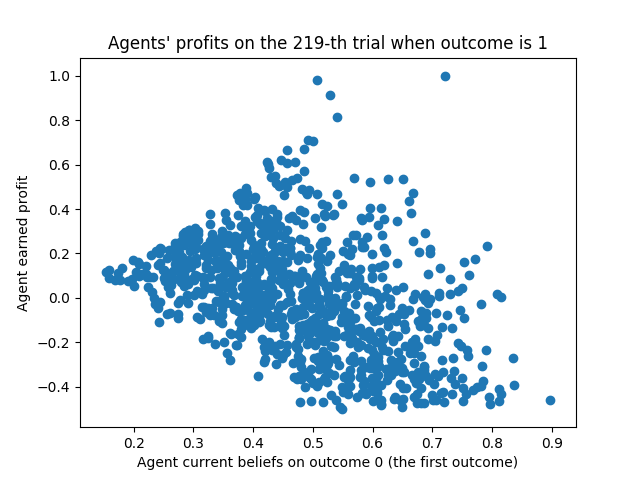 Agents' profits on the 219-th trial when outcome is 1
1.0
0.8
0.6
0.4
0.2
0.0
−0.2
−0.4
Agent earned profit
0.2 0.3 0.4 0.5 0.6 0.7 0.8 0.9
Agent current beliefs on outcome 0 (the first outcome)